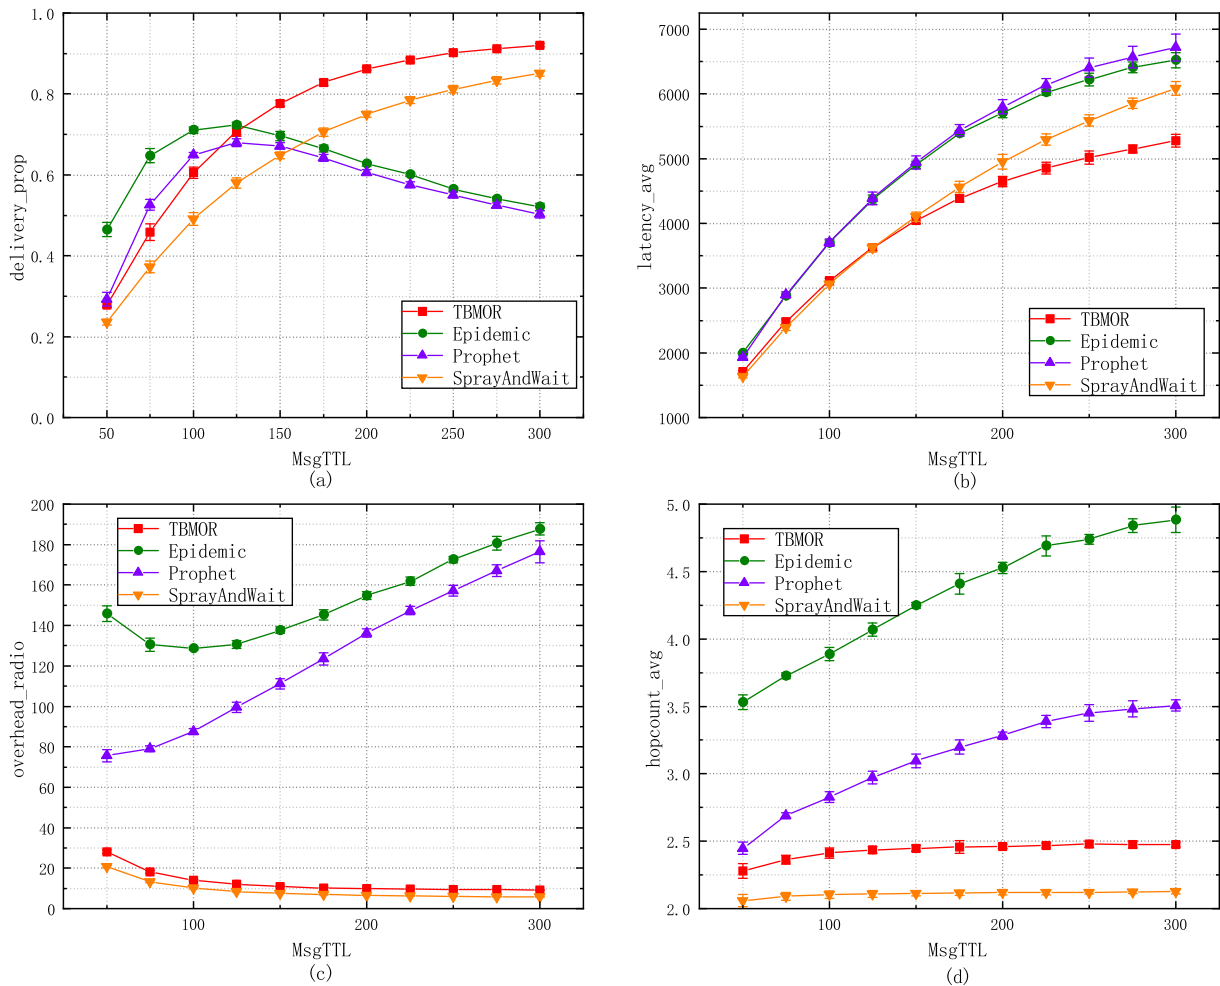 1.0
0.8
0.6
0.4
0.2
0.0
delivery_prop
TBMOR
Epidemic
Prophet
SprayAndWait
50 100 150 200 250 300
MsgTTL
(a)
7000
6000
5000
4000
3000
2000
1000
latency_avg
TBMOR
Epidemic
Prophet
SprayAndWait
100 200 300
MsgTTL
(b)
200
180
160
140
120
100
80
60
40
20
0
overhead_radio
TBMOR
Epidemic
Prophet
SprayAndWait
100 200 300
MsgTTL
(c)
5.0
4.5
4.0
3.5
3.0
2.5
2.0
hopcount_avg
TBMOR
Epidemic
Prophet
SprayAndWait
100 200 300
MsgTTL
(d)